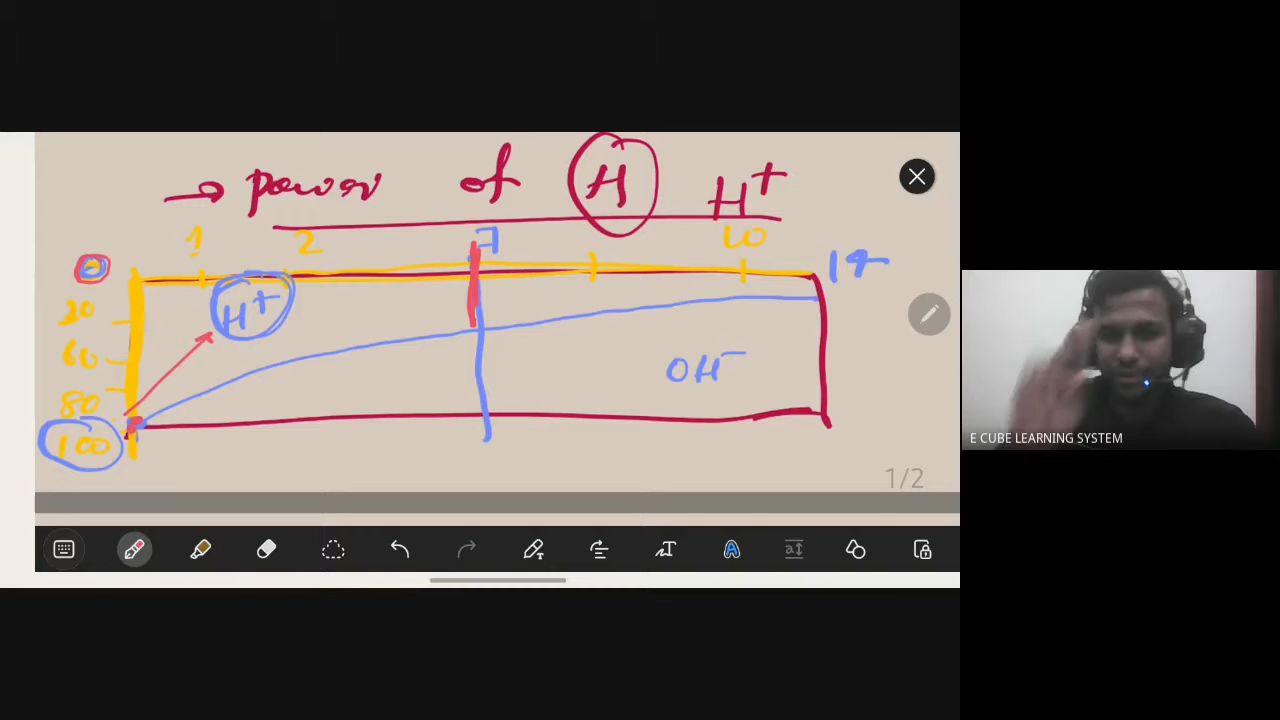 → power of H H+
1 2 7 10
0 14
20 H+
60 OH−
80
100
1/2
E CUBE LEARNING SYSTEM